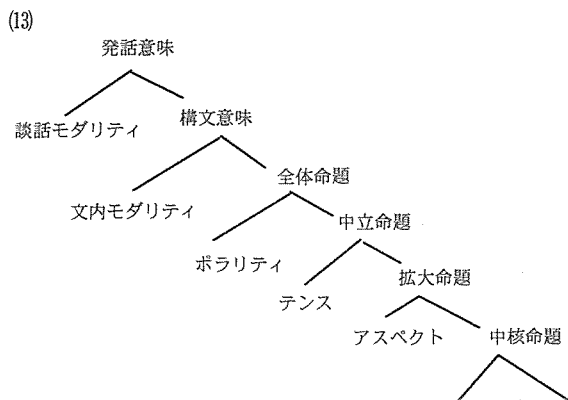 (13)
発話意味
談話モダリティ
構文意味
文内モダリティ
全体命題
ポラリティ
中立命題
テンス
拡大命題
アスペクト
中核命題